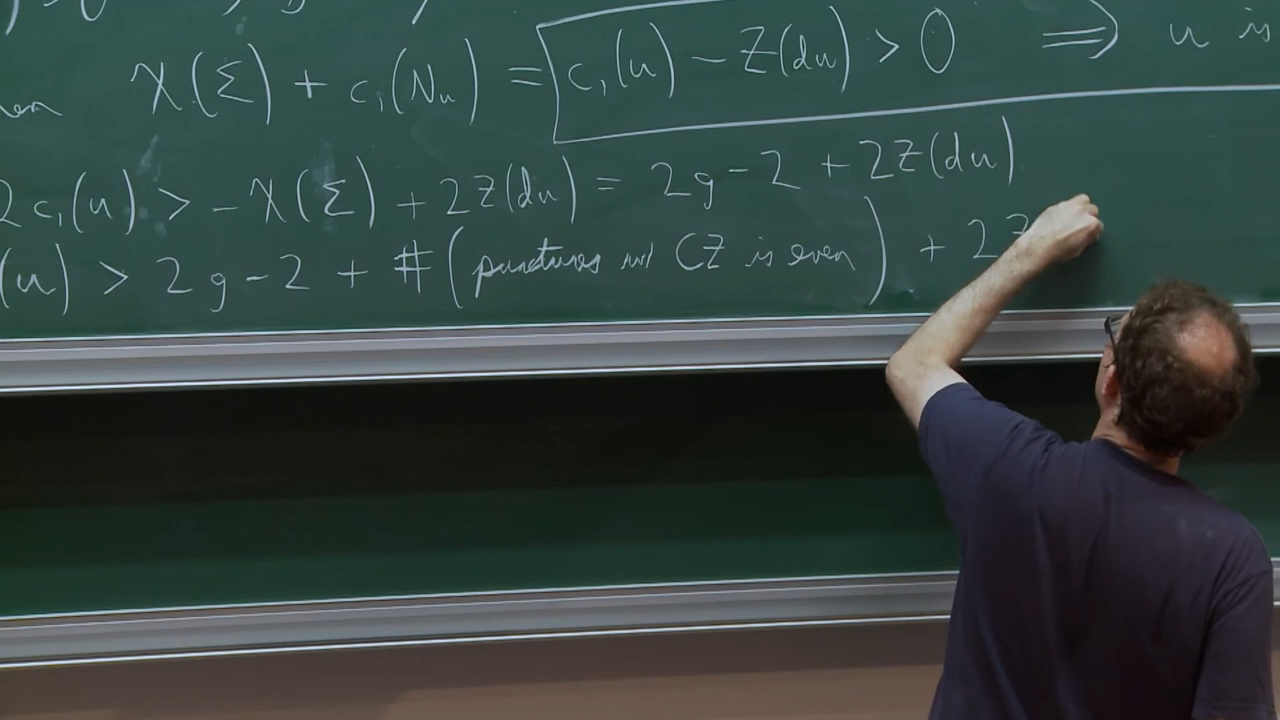 χ(Σ) + c₁(Nᵤ) = c₁(u) − Z(du) > 0 ⟹ u is
2c₁(u) > −χ(Σ) + 2Z(du) = 2g−2 + 2Z(du)
(u) > 2g−2 + #(punctures w/ CZ is even) + 2Z